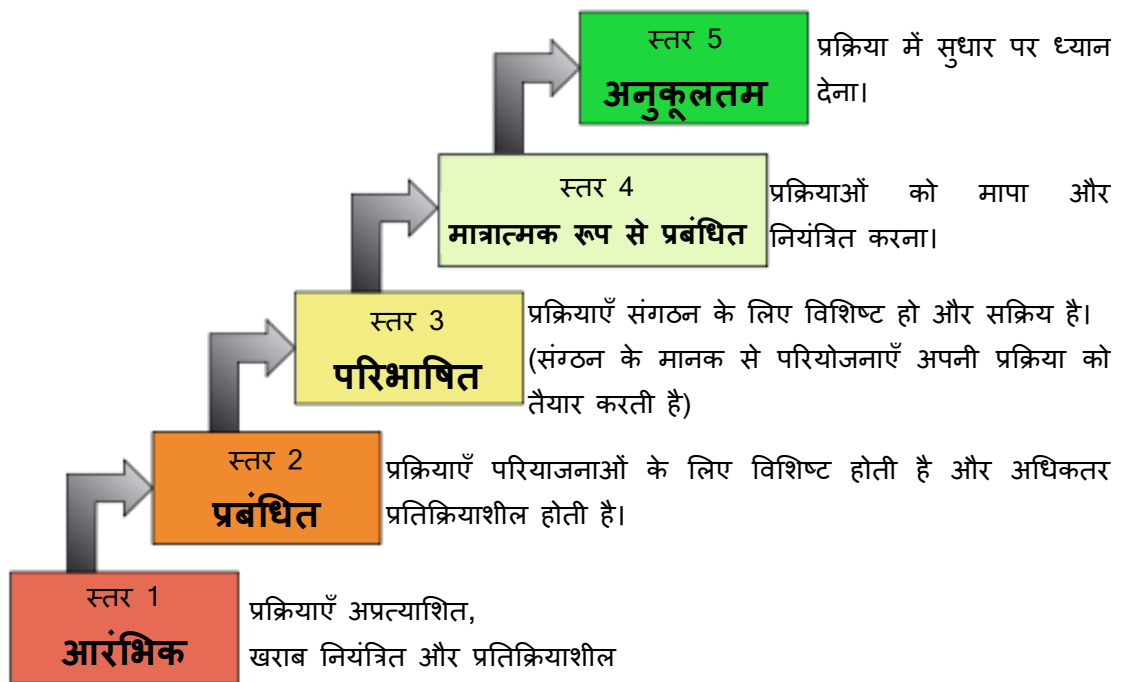 स्तर 5
अनुकूलतम
प्रक्रिया में सुधार पर ध्यान
देना।
स्तर 4
मात्रात्मक रूप से प्रबंधित
प्रक्रियाओं को मापा और
नियंत्रित करना।
स्तर 3
परिभाषित
प्रक्रियाएँ संगठन के लिए विशिष्ट हो और सक्रिय है।
(संग्ठन के मानक से परियोजनाएँ अपनी प्रक्रिया को
तैयार करती है)
स्तर 2
प्रबंधित
प्रक्रियाएँ परियाजनाओं के लिए विशिष्ट होती है और अधिकतर
प्रतिक्रियाशील होती है।
स्तर 1
आरंभिक
प्रक्रियाएँ अप्रत्याशित,
खराब नियंत्रित और प्रतिक्रियाशील